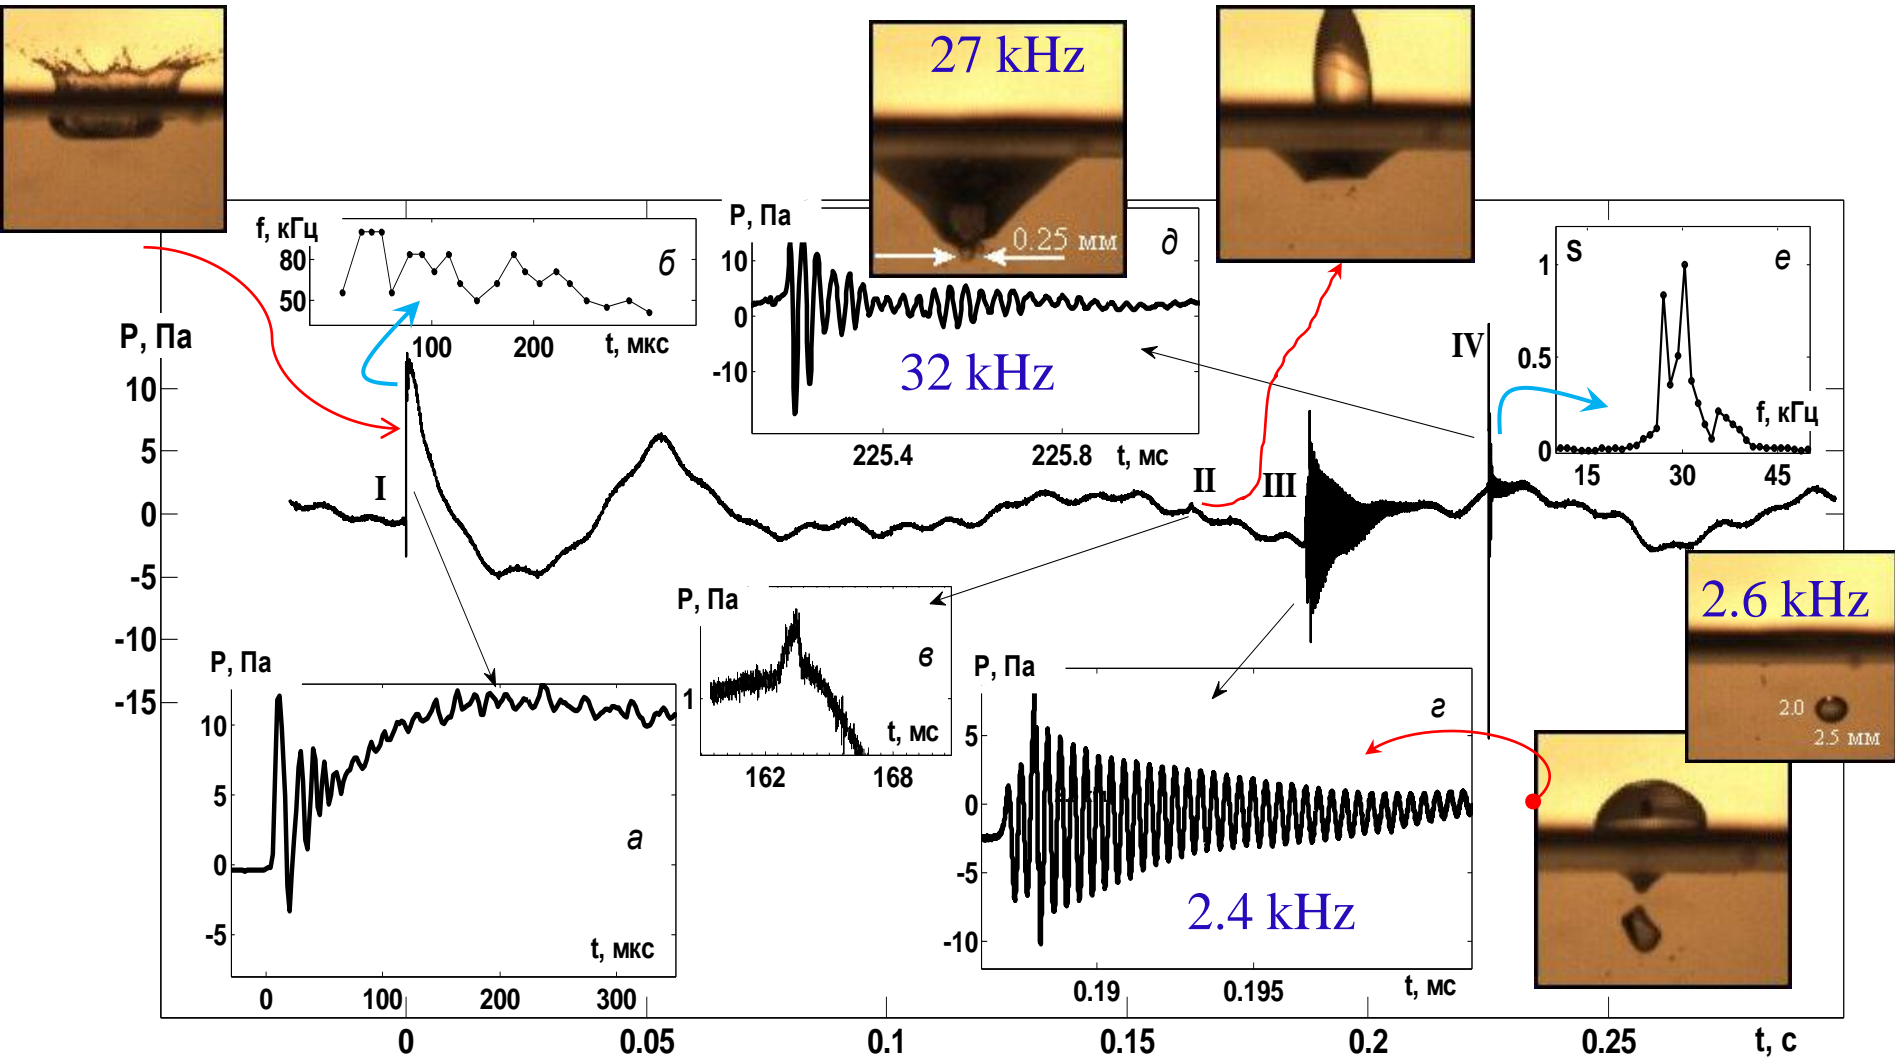 27 kHz
0.25 мм
P, Па
10
0
-10
д
32 kHz
225.4
225.8
t, мс
f, кГц
80
50
б
100
200
t, мкс
S
е
1
0.5
0
f, кГц
15
30
45
P, Па
10
5
0
-5
-10
-15
I
II
III
IV
P, Па
в
1
t, мс
162
168
2.6 kHz
2.0
2.5 мм
P, Па
10
5
0
-5
а
t, мкс
0
100
200
300
P, Па
г
5
0
-5
-10
2.4 kHz
0.19
0.195
t, мс
0
0.05
0.1
0.15
0.2
0.25
t, с